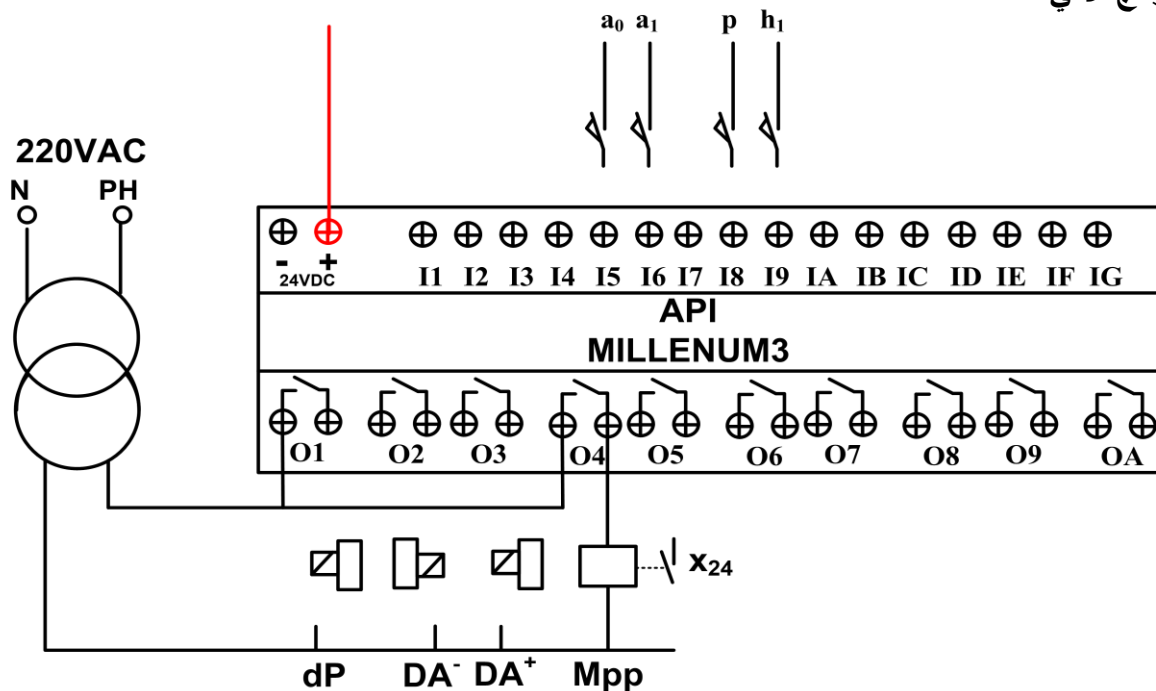 a₀ a₁ p h₁
220VAC
N PH
- +
24VDC
I1 I2 I3 I4 I5 I6 I7 I8 I9 IA IB IC ID IE IF IG
API
MILLENUM3
O1 O2 O3 O4 O5 O6 O7 O8 O9 OA
x₂₄
dP DA⁻ DA⁺ Mpp